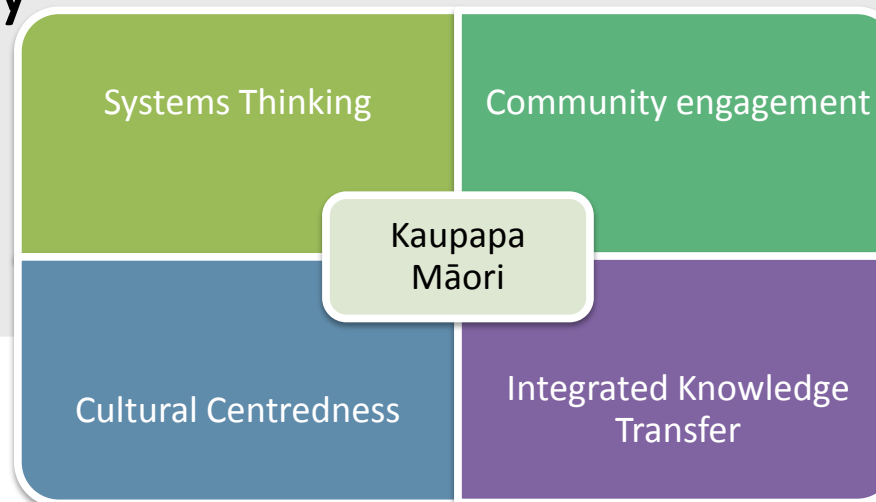 y
Systems Thinking
Community engagement
Kaupapa
Māori
Cultural Centredness
Integrated Knowledge
Transfer